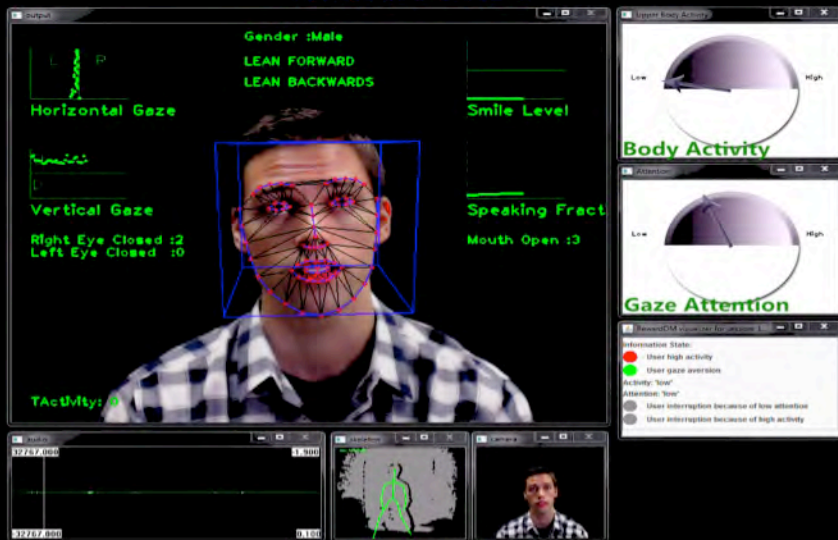 output
Gender :Male
LEAN FORWARD
LEAN BACKWARDS
L R
Horizontal Gaze
Smile Level
Vertical Gaze
Speaking Fract
Right Eye Closed :2
Left Eye Closed :0
Mouth Open :3
TActivity:
Upper Body Activity
Low
High
Body Activity
Attention
Low
High
Gaze Attention
Information State:
User high activity
User gaze aversion
Activity: "low"
Attention: "low"
User interruption because of low attention
User interruption because of high activity
audio
32767.000
-1.900
-32767.000
0.100
skeleton
camera